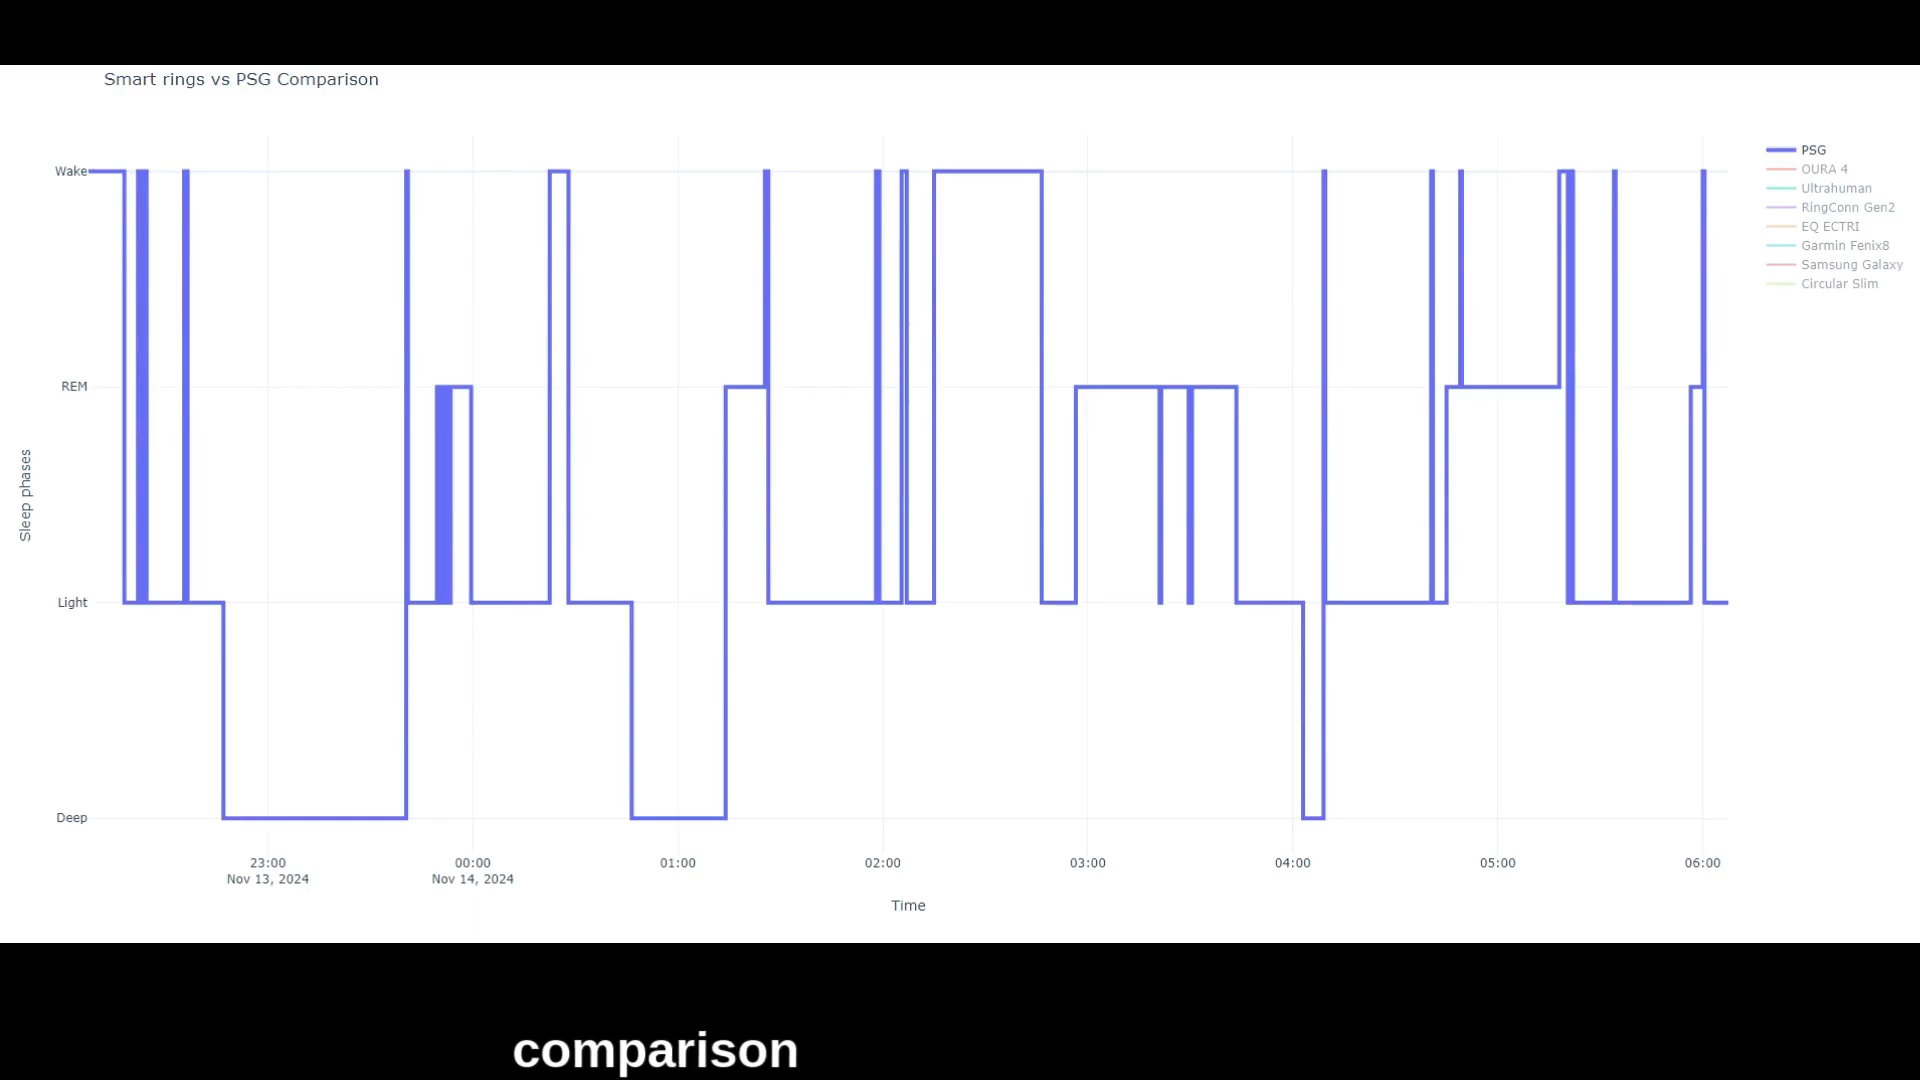 Smart rings vs PSG Comparison
Wake
REM
Light
Deep
Sleep phases
23:00
Nov 13, 2024
00:00
Nov 14, 2024
01:00
02:00
03:00
04:00
05:00
06:00
Time
PSG
OURA 4
Ultrahuman
RingConn Gen2
EQ ECTRI
Garmin Fenix8
Samsung Galaxy
Circular Slim
comparison